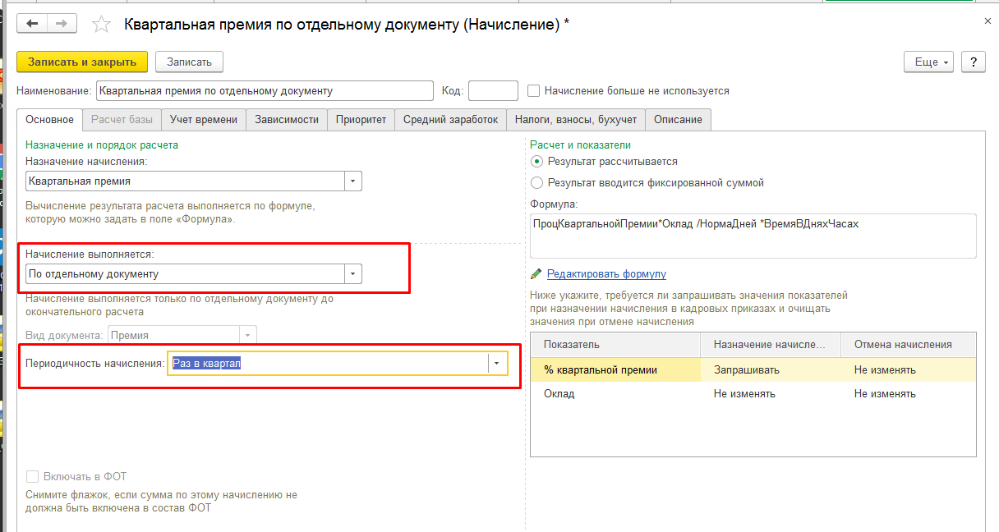 Квартальная премия по отдельному документу (Начисление) *
Записать и закрыть
Записать
Еще
?
Наименование: Квартальная премия по отдельному документу Код: Начисление больше не используется
Основное Расчет базы Учет времени Зависимости Приоритет Средний заработок Налоги, взносы, бухучет Описание
Назначение и порядок расчета
Назначение начисления:
Квартальная премия
Вычисление результата расчета выполняется по формуле,
которую можно задать в поле «Формула».
Начисление выполняется:
По отдельному документу
Начисление выполняется только по отдельному документу до
окончательного расчета
Вид документа: Премия
Периодичность начисления: Раз в квартал
Включать в ФОТ
Снимите флажок, если сумма по этому начислению не
должна быть включена в состав ФОТ
Расчет и показатели
Результат рассчитывается
Результат вводится фиксированной суммой
Формула:
ПроцКвартальнойПремии*Оклад /НормаДней *ВремяВДняхЧасах
Редактировать формулу
Ниже укажите, требуется ли запрашивать значения показателей
при назначении начисления в кадровых приказах и очищать
значения при отмене начисления
Показатель Назначение начисле... Отмена начисления
% квартальной премии Запрашивать Не изменять
Оклад Не изменять Не изменять